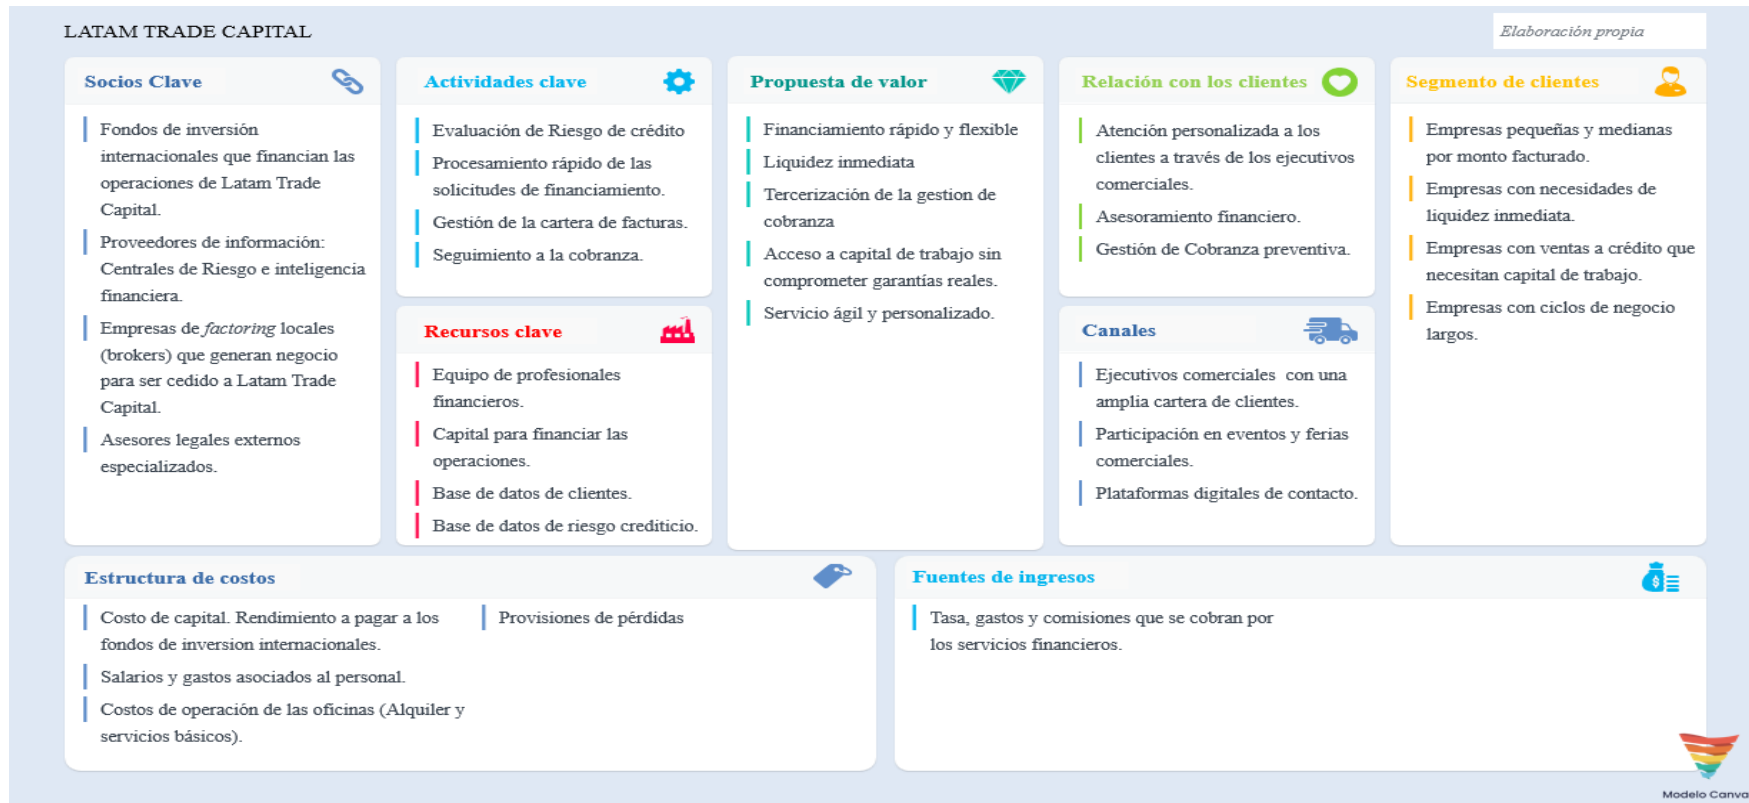 LATAM TRADE CAPITAL
Elaboración propia
Socios Clave
Fondos de inversión
internacionales que financian las
operaciones de Latam Trade
Capital.
Proveedores de información:
Centrales de Riesgo e inteligencia
financiera.
Empresas de factoring locales
(brokers) que generan negocio
para ser cedido a Latam Trade
Capital.
Asesores legales externos
especializados.
Actividades clave
Evaluación de Riesgo de crédito
Procesamiento rápido de las
solicitudes de financiamiento.
Gestión de la cartera de facturas.
Seguimiento a la cobranza.
Recursos clave
Equipo de profesionales
financieros.
Capital para financiar las
operaciones.
Base de datos de clientes.
Base de datos de riesgo crediticio.
Propuesta de valor
Financiamiento rápido y flexible
Liquidez inmediata
Tercerización de la gestion de
cobranza
Acceso a capital de trabajo sin
comprometer garantías reales.
Servicio ágil y personalizado.
Relación con los clientes
Atención personalizada a los
clientes a través de los ejecutivos
comerciales.
Asesoramiento financiero.
Gestión de Cobranza preventiva.
Canales
Ejecutivos comerciales con una
amplia cartera de clientes.
Participación en eventos y ferias
comerciales.
Plataformas digitales de contacto.
Segmento de clientes
Empresas pequeñas y medianas
por monto facturado.
Empresas con necesidades de
liquidez inmediata.
Empresas con ventas a crédito que
necesitan capital de trabajo.
Empresas con ciclos de negocio
largos.
Estructura de costos
Costo de capital. Rendimiento a pagar a los
fondos de inversion internacionales.
Salarios y gastos asociados al personal.
Costos de operación de las oficinas (Alquiler y
servicios básicos).
Provisiones de pérdidas
Fuentes de ingresos
Tasa, gastos y comisiones que se cobran por
los servicios financieros.
Modelo Canva